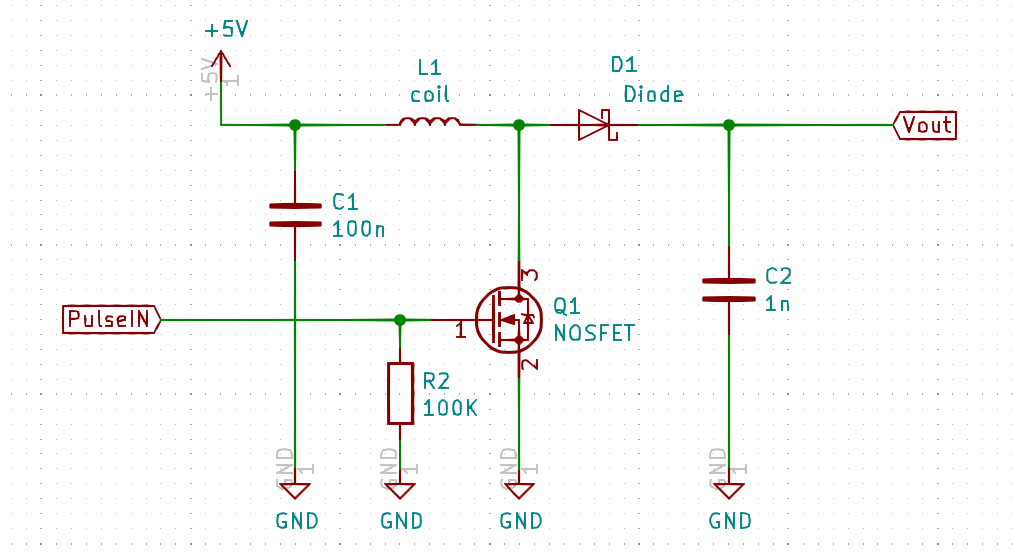 +5V
+5V
1
L1
coil
D1
Diode
Vout
C1
100n
3
C2
1n
PulseIN
1
Q1
NOSFET
2
R2
100K
GND
1
GND
1
GND
1
GND
1
GND
GND
GND
GND